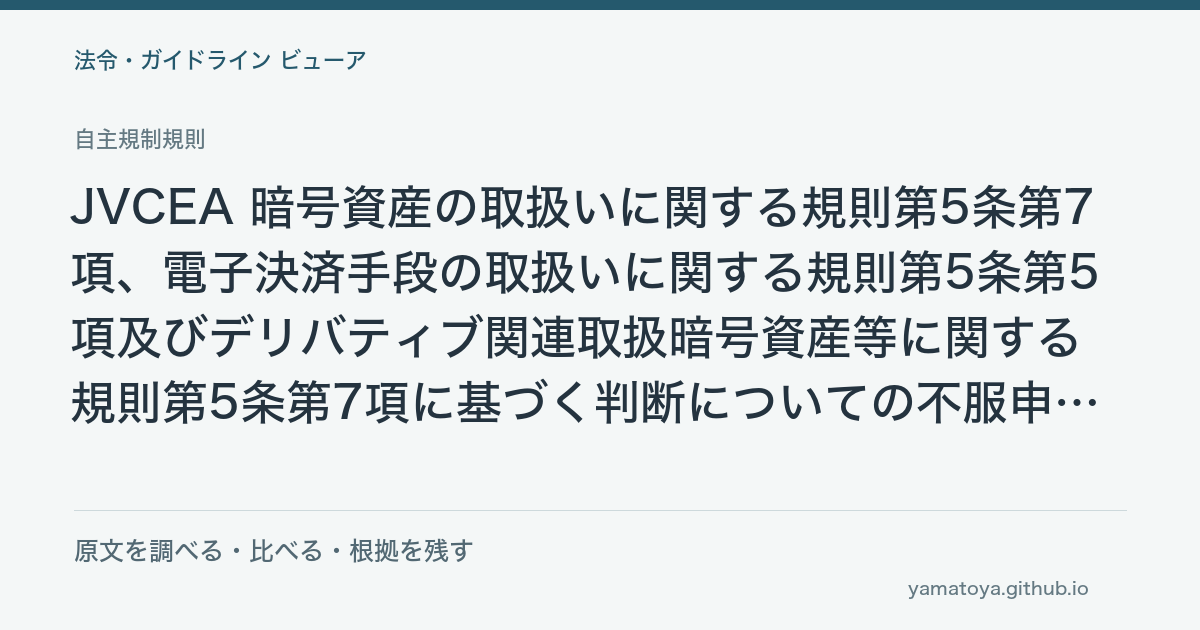 法令・ガイドライン ビューア
自主規制規則
JVCEA 暗号資産の取扱いに関する規則第5条第7
項、電子決済手段の取扱いに関する規則第5条第5
項及びデリバティブ関連取扱暗号資産等に関する
規則第5条第7項に基づく判断についての不服申…
原文を調べる・比べる・根拠を残す
yamatoya.github.io